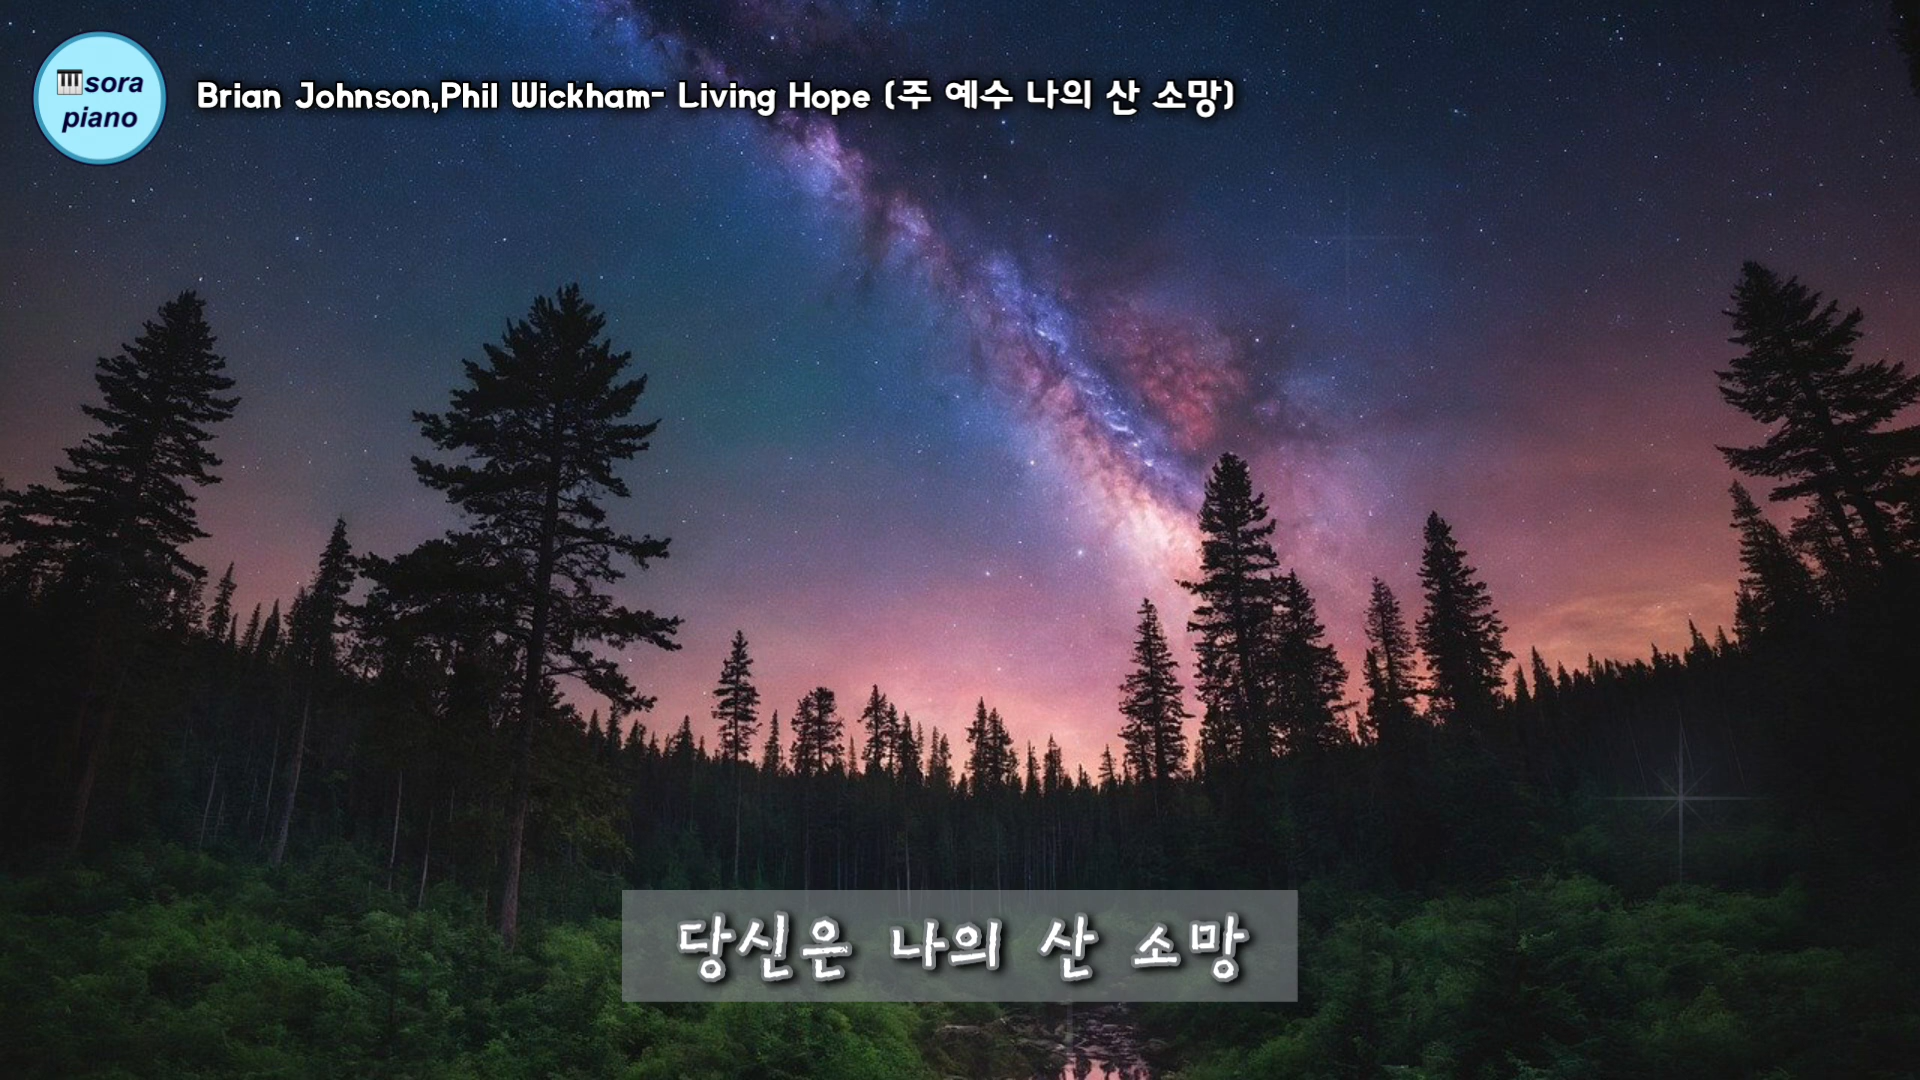 sora
piano
Brian Johnson,Phil Wickham- Living Hope (주 예수 나의 산 소망)
당신은 나의 산 소망